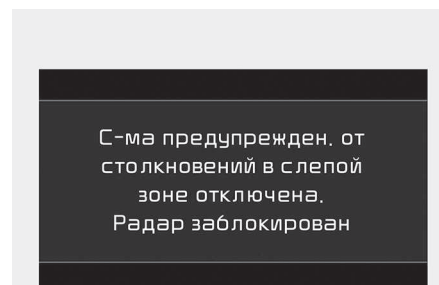 С-ма предупрежден. от
столкновений в слепой
зоне отключена.
Радар заблокирован